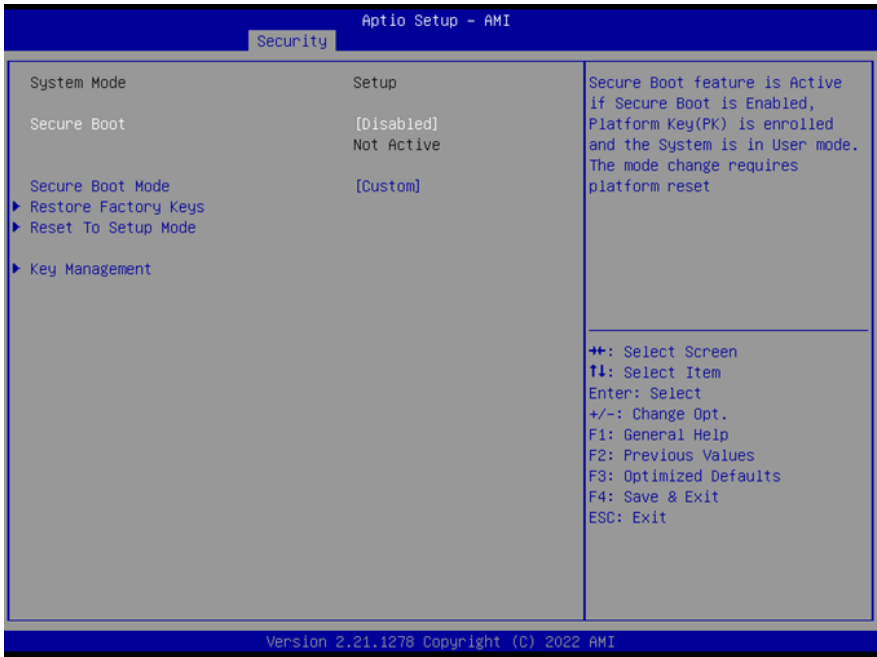 Aptio Setup – AMI
Security
System Mode Setup
Secure Boot [Disabled]
Not Active
Secure Boot Mode [Custom]
Restore Factory Keys
Reset To Setup Mode
Key Management
Secure Boot feature is Active
if Secure Boot is Enabled,
Platform Key(PK) is enrolled
and the System is in User mode.
The mode change requires
platform reset
→←: Select Screen
↑↓: Select Item
Enter: Select
+/-: Change Opt.
F1: General Help
F2: Previous Values
F3: Optimized Defaults
F4: Save & Exit
ESC: Exit
Version 2.21.1278 Copyright (C) 2022 AMI